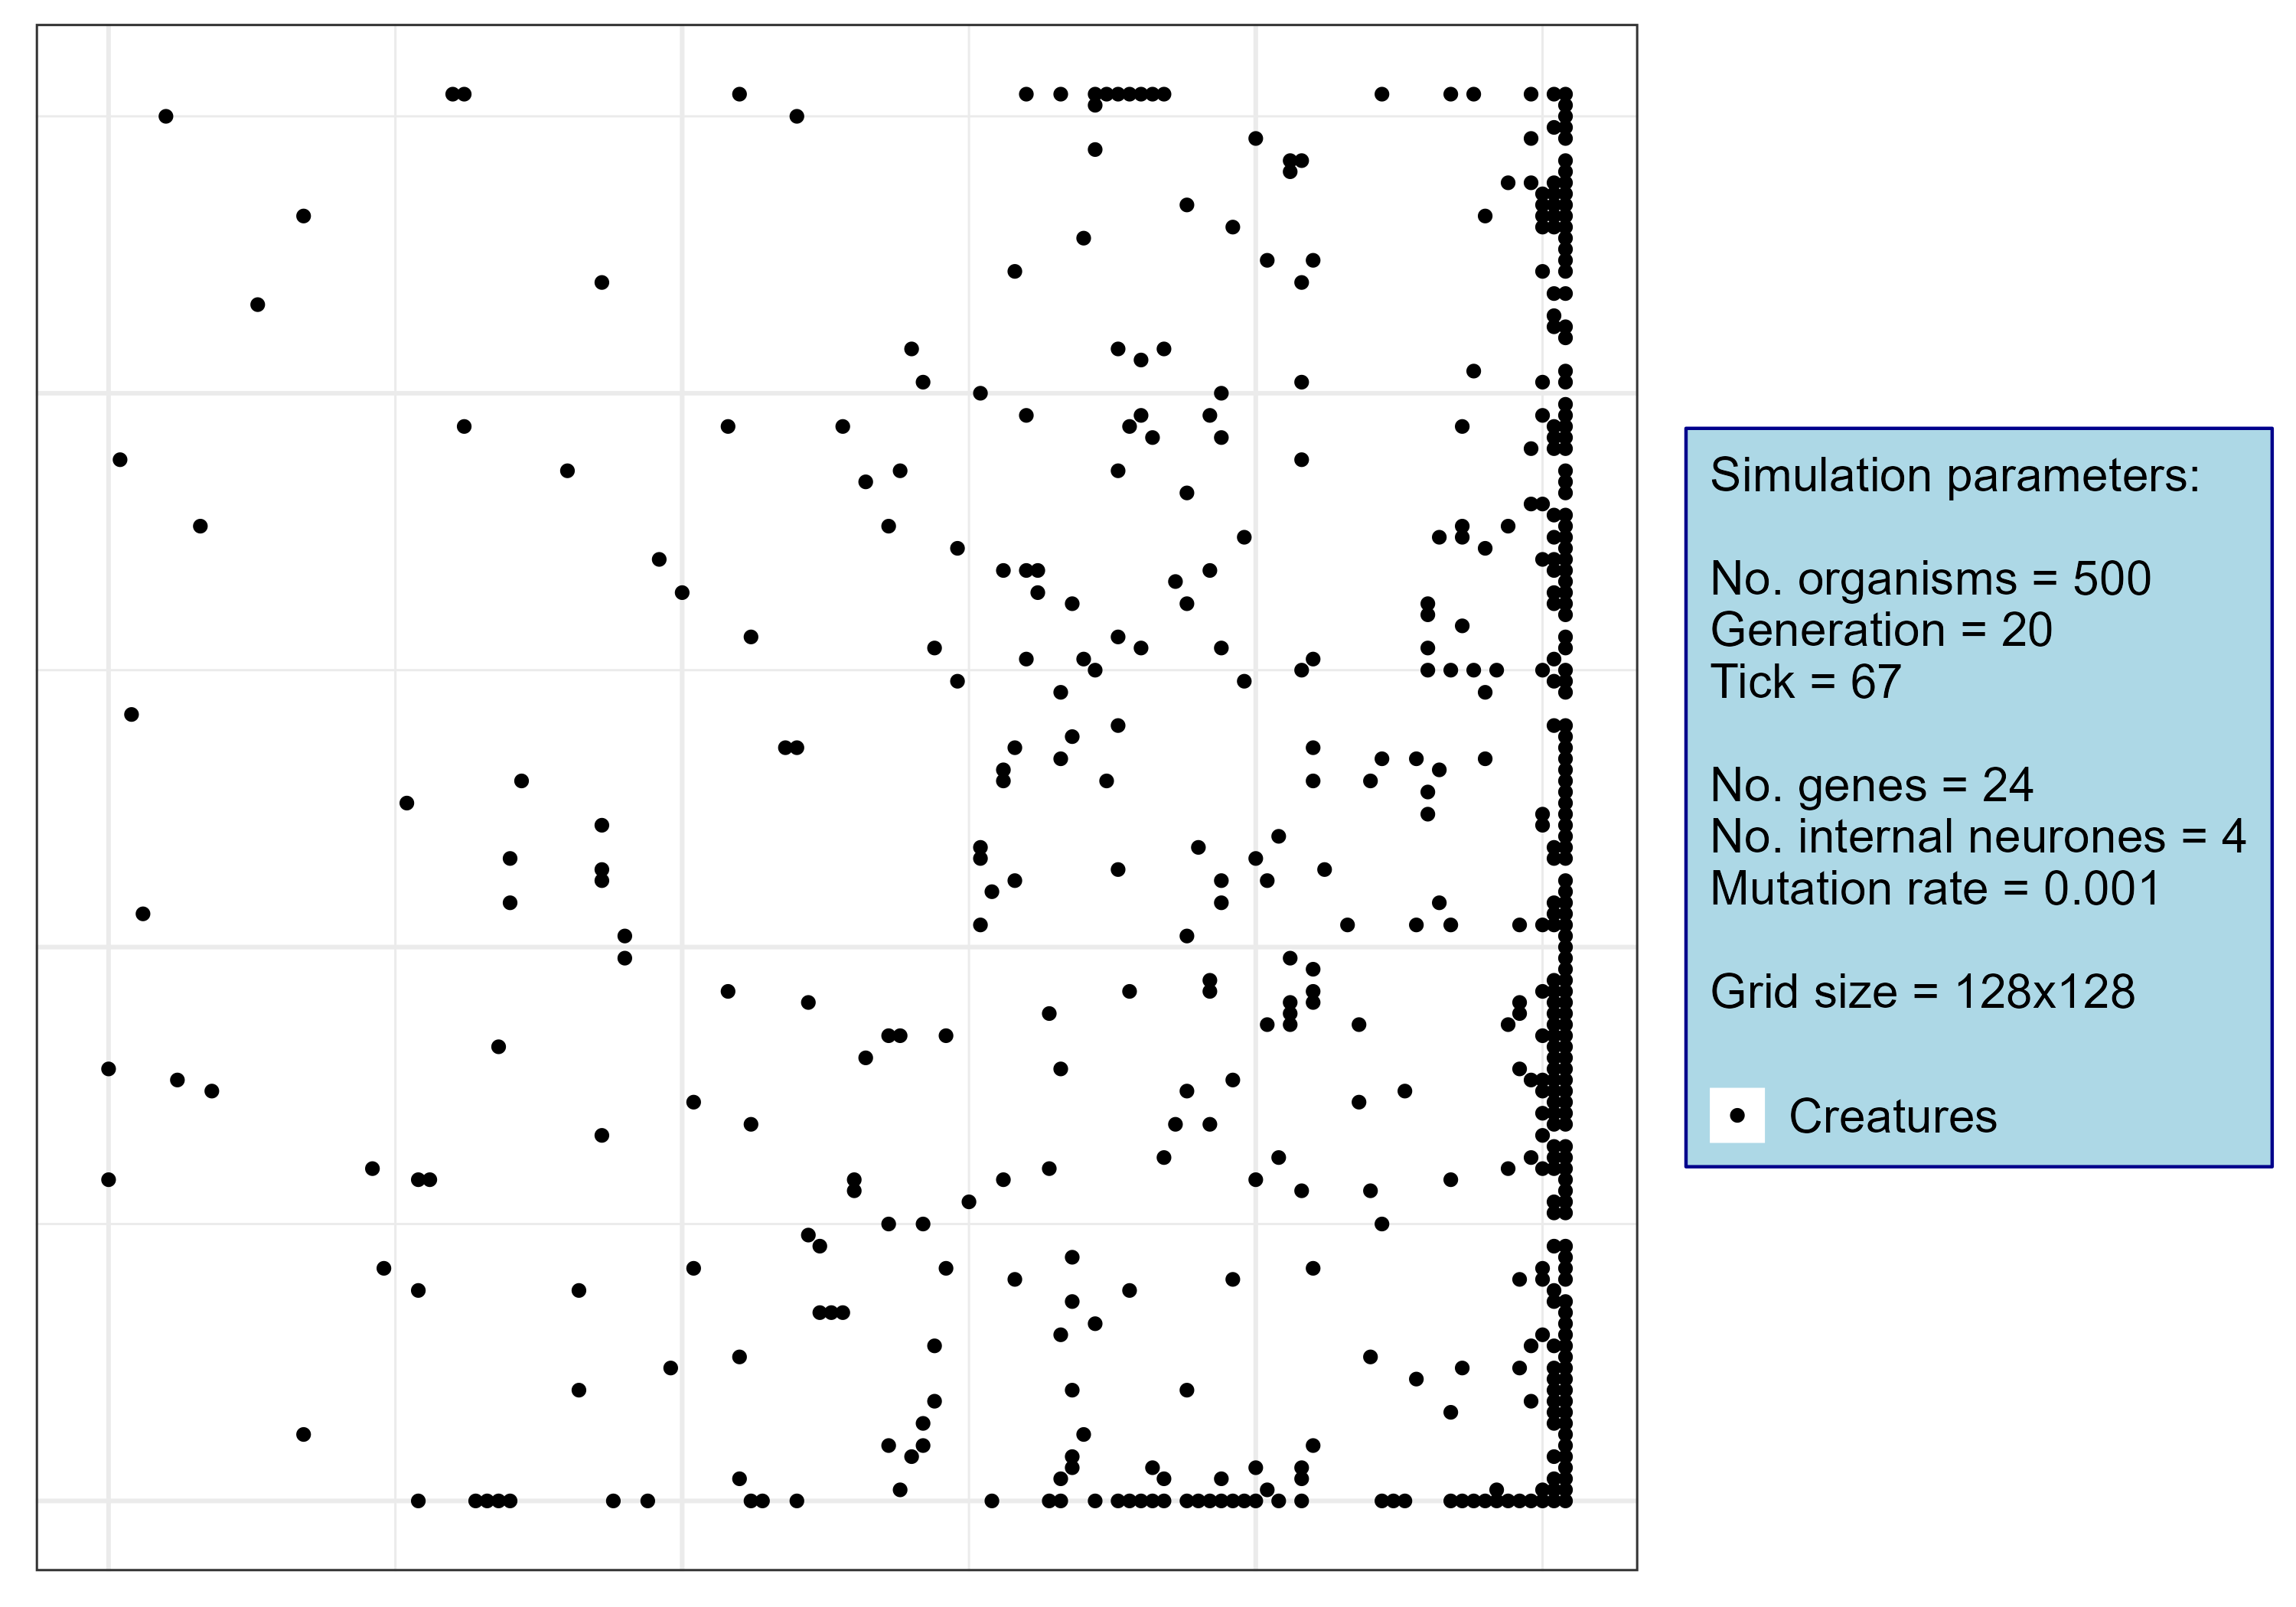 Simulation parameters:
No. organisms = 500
Generation = 20
Tick = 67
No. genes = 24
No. internal neurones = 4
Mutation rate = 0.001
Grid size = 128x128
Creatures